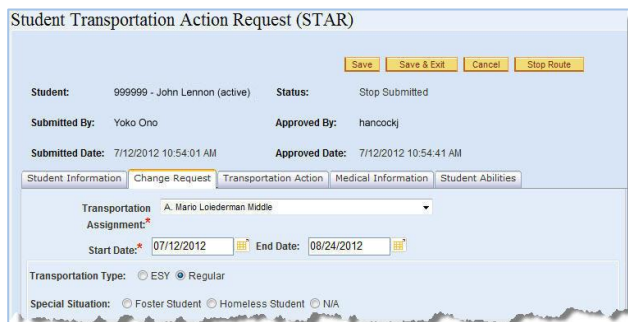 Student Transportation Action Request (STAR)
Save Save & Exit Cancel Stop Route
Student: 999999 - John Lennon (active) Status: Stop Submitted
Submitted By: Yoko Ono Approved By: hancockj
Submitted Date: 7/12/2012 10:54:01 AM Approved Date: 7/12/2012 10:54:41 AM
Student Information Change Request Transportation Action Medical Information Student Abilities
Transportation A. Mario Loiederman Middle
Assignment:*
Start Date:* 07/12/2012 End Date: 08/24/2012
Transportation Type: ESY Regular
Special Situation: Foster Student Homeless Student N/A